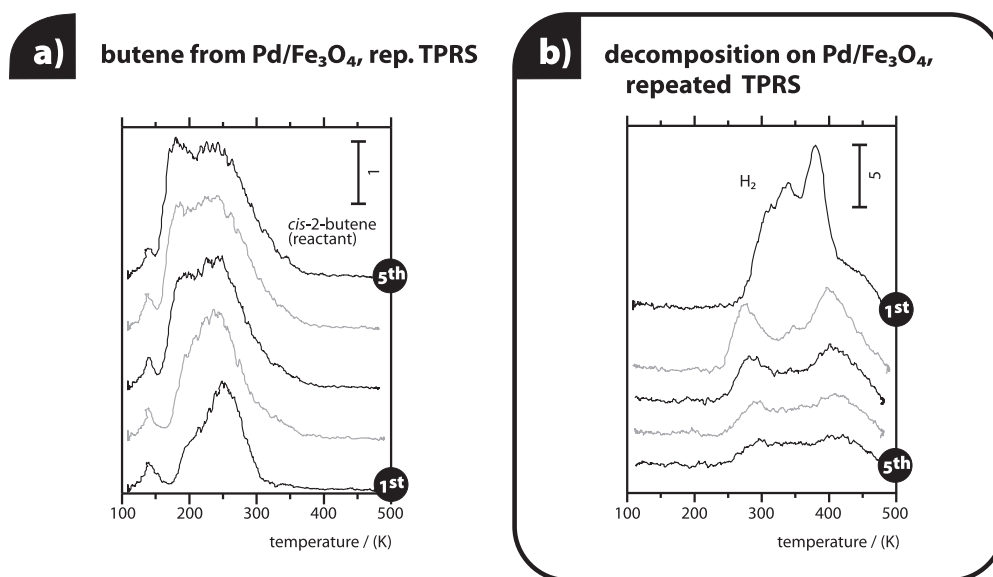 a)
butene from Pd/Fe₃O₄, rep. TPRS
1
cis-2-butene
(reactant)
5th
1st
100 200 300 400 500
temperature / (K)
b)
decomposition on Pd/Fe₃O₄,
repeated TPRS
H₂
5
1st
5th
100 200 300 400 500
temperature / (K)